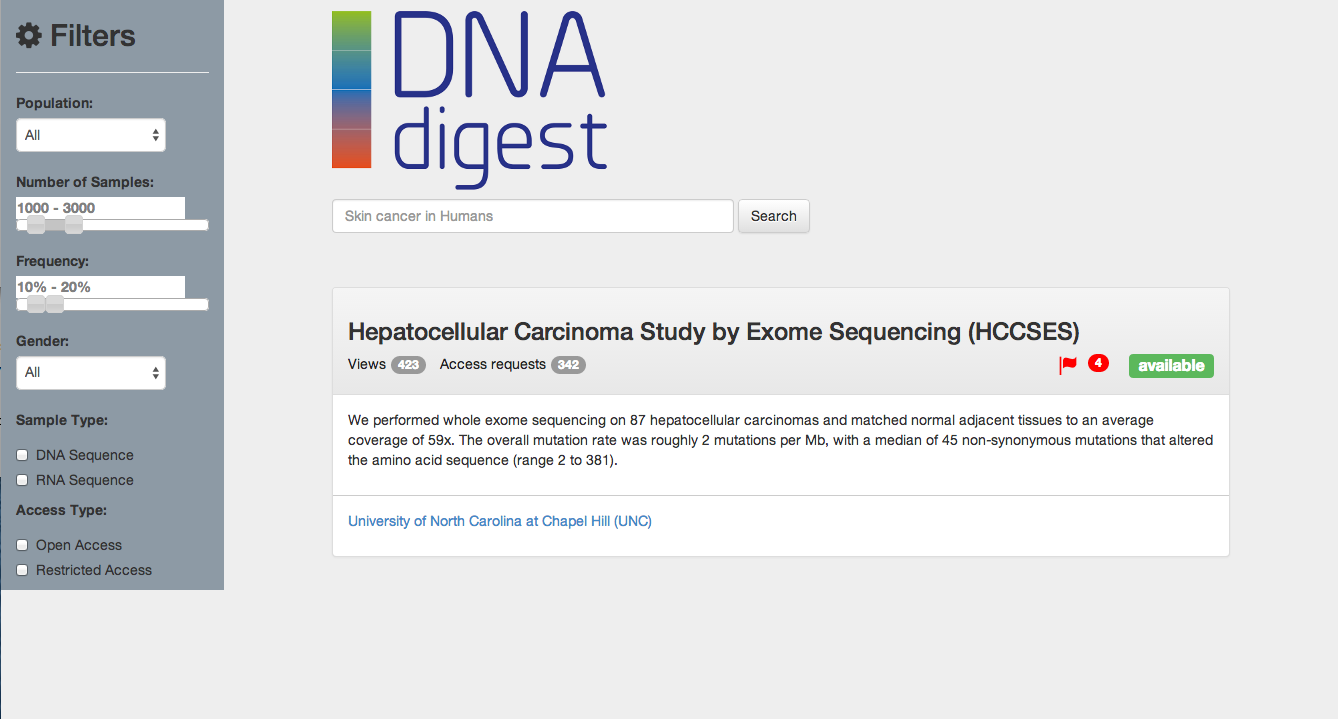 Filters
Population:
All
Number of Samples:
1000 - 3000
Frequency:
10% - 20%
Gender:
All
Sample Type:
DNA Sequence
RNA Sequence
Access Type:
Open Access
Restricted Access
DNA
digest
Skin cancer in Humans Search
Hepatocellular Carcinoma Study by Exome Sequencing (HCCSES)
Views 423 Access requests 342 4 available
We performed whole exome sequencing on 87 hepatocellular carcinomas and matched normal adjacent tissues to an average
coverage of 59x. The overall mutation rate was roughly 2 mutations per Mb, with a median of 45 non-synonymous mutations that altered
the amino acid sequence (range 2 to 381).
University of North Carolina at Chapel Hill (UNC)